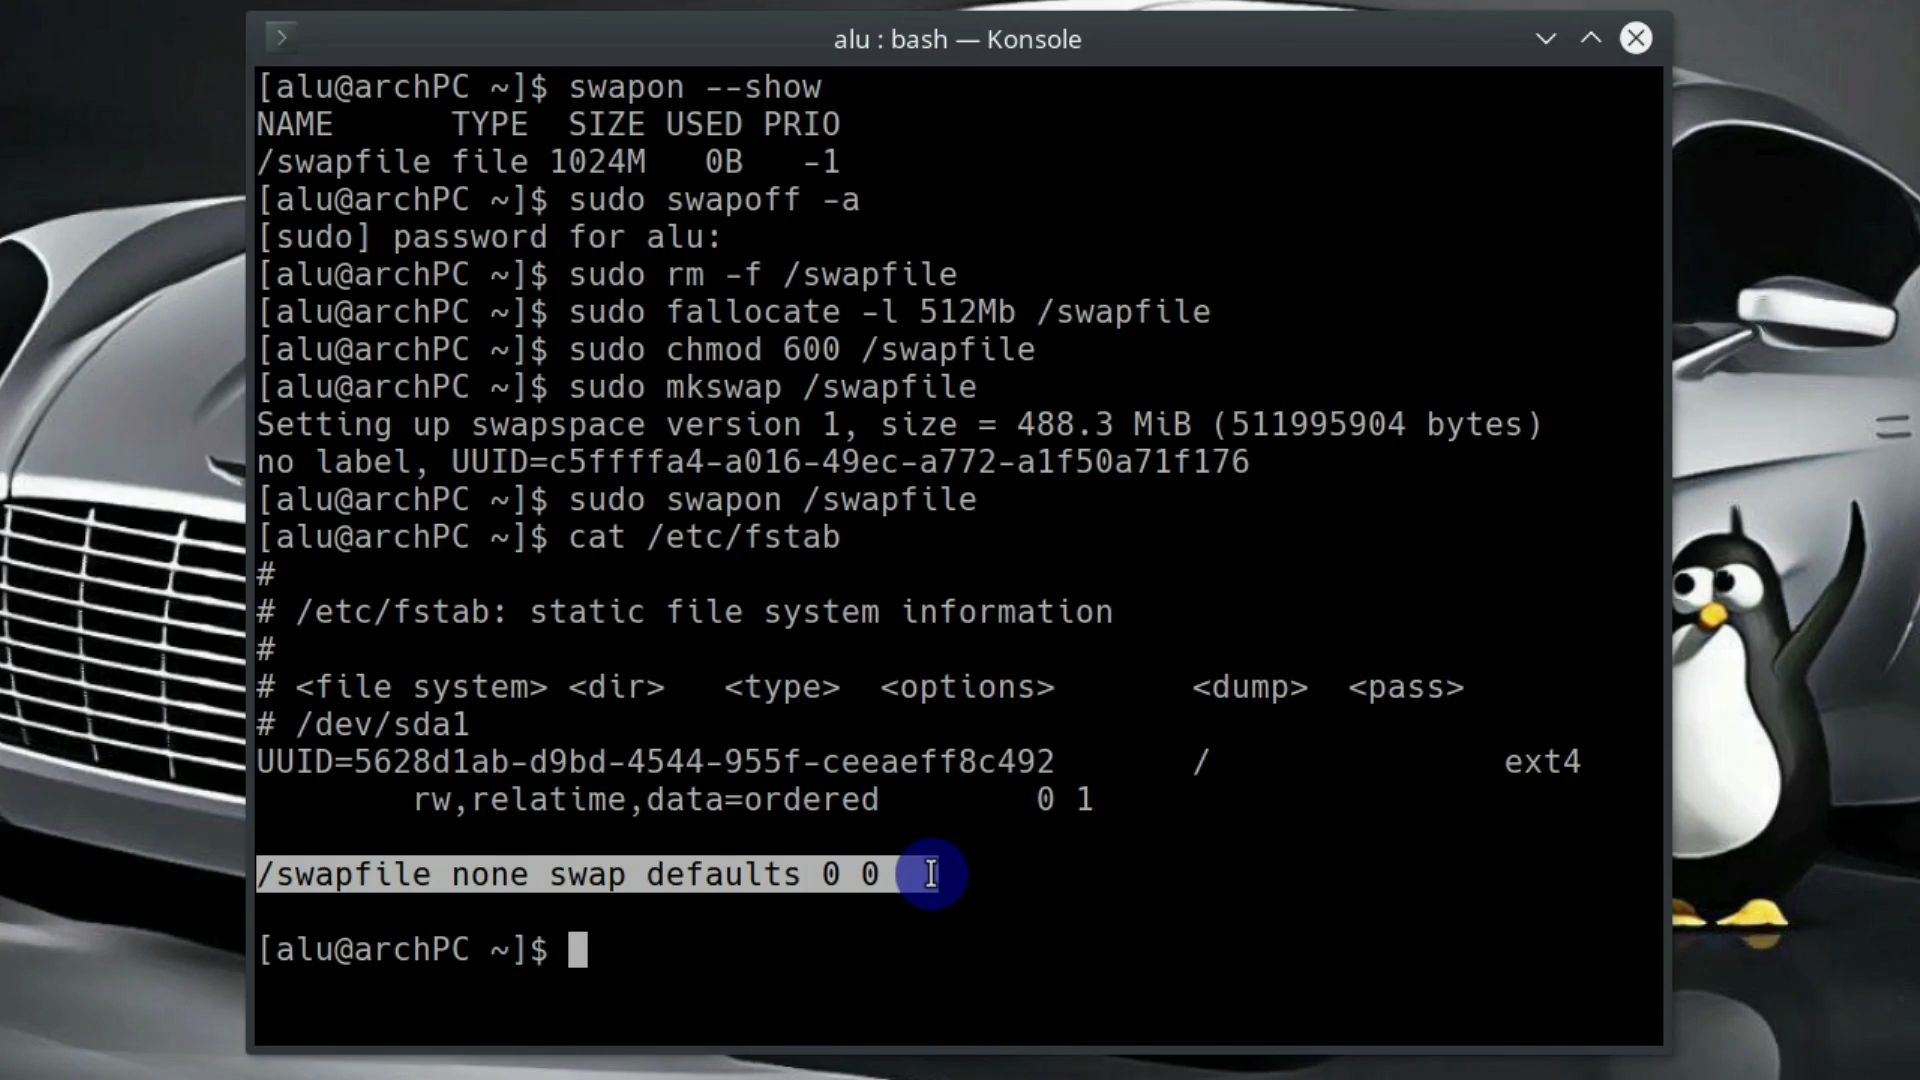 alu : bash — Konsole
[alu@archPC ~]$ swapon --show
NAME      TYPE  SIZE USED PRIO
/swapfile file 1024M   0B   -1
[alu@archPC ~]$ sudo swapoff -a
[sudo] password for alu:
[alu@archPC ~]$ sudo rm -f /swapfile
[alu@archPC ~]$ sudo fallocate -l 512Mb /swapfile
[alu@archPC ~]$ sudo chmod 600 /swapfile
[alu@archPC ~]$ sudo mkswap /swapfile
Setting up swapspace version 1, size = 488.3 MiB (511995904 bytes)
no label, UUID=c5ffffa4-a016-49ec-a772-a1f50a71f176
[alu@archPC ~]$ sudo swapon /swapfile
[alu@archPC ~]$ cat /etc/fstab
#
# /etc/fstab: static file system information
#
# <file system> <dir>   <type>  <options>       <dump>  <pass>
# /dev/sda1
UUID=5628d1ab-d9bd-4544-955f-ceeaeff8c492       /               ext4
        rw,relatime,data=ordered        0 1
/swapfile none swap defaults 0 0
[alu@archPC ~]$